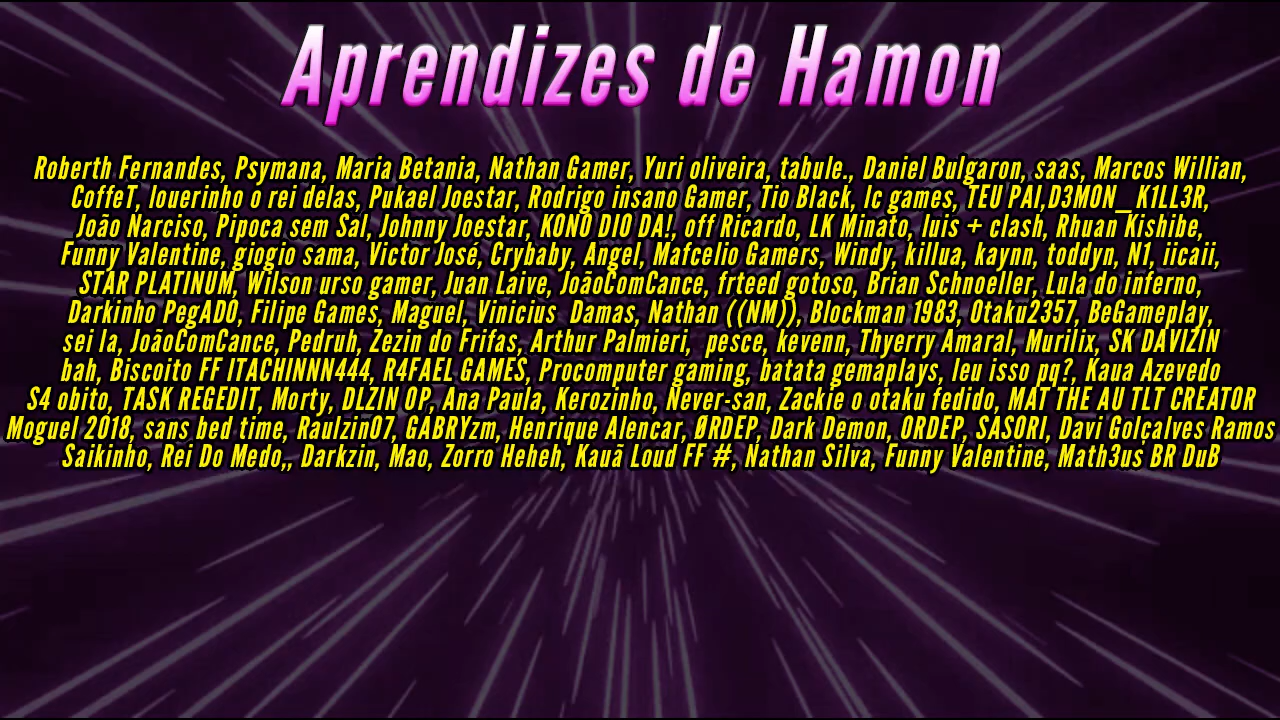 Aprendizes de Hamon
Roberth Fernandes, Psymana, Maria Betania, Nathan Gamer, Yuri oliveira, tabule., Daniel Bulgaron, saas, Marcos Willian,
CoffeT, lourinho o rei delas, Pukael Joestar, Rodrigo insano Gamer, Tio Black, lc games, TEU PAI,D3MON__K1LL3R,
João Narciso, Pipoca sem Sal, Johnny Joestar, KONO DIO DA!, off Ricardo, LK Minato, luis + clash, Rhuan Kishibe,
Funny Valentine, giogio sama, Victor José, Crybaby, Angel, Mafcelio Gamers, Windy, killua, kaynn, toddyn, N1, iicaii,
STAR PLATINUM, Wilson urso gamer, Juan Laive, JoãoComCance, frteed gotoso, Brian Schnoeller, Lula do inferno,
Darkinho PegADO, Filipe Games, Maguel, Vinicius  Damas, Nathan ((NM)), Blockman 1983, Otaku2357, BeGameplay,
sei la, JoãoComCance, Pedruh, Zezin do Frifas, Arthur Palmieri,  pesce, kevenn, Thyerry Amaral, Murilix, SK DAVIZIN
bah, Biscoito FF ITACHINNN444, R4FAEL GAMES, Procomputer gaming, batata gemaplays, leu isso pq?, Kaua Azevedo
S4 obito, TASK REGEDIT, Morty, DLZIN OP, Ana Paula, Kerozinho, Never-san, Zackie o otaku fedido, MAT THE AU TLT CREATOR
Moguel 2018, sans bed time, Raulzin07, GABRYzm, Henrique Alencar, ØRDEP, Dark Demon, ORDEP, SASORI, Davi Golçalves Ramos
Saikinho, Rei Do Medo,, Darkzin, Mao, Zorro Heheh, Kauã Loud FF #, Nathan Silva, Funny Valentine, Math3us BR DuB